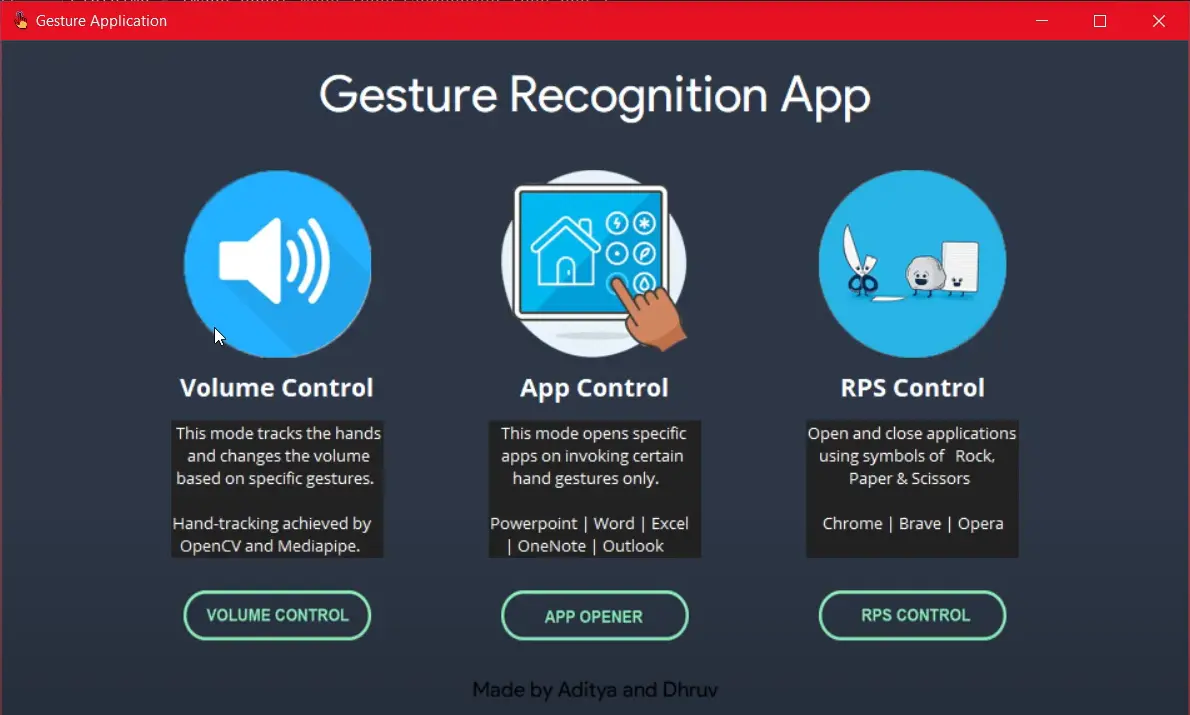 Gesture Application
Gesture Recognition App
Volume Control
This mode tracks the hands
and changes the volume
based on specific gestures.
Hand-tracking achieved by
OpenCV and Mediapipe.
VOLUME CONTROL
App Control
This mode opens specific
apps on invoking certain
hand gestures only.
Powerpoint | Word | Excel
| OneNote | Outlook
APP OPENER
RPS Control
Open and close applications
using symbols of Rock,
Paper & Scissors
Chrome | Brave | Opera
RPS CONTROL
Made by Aditya and Dhruv